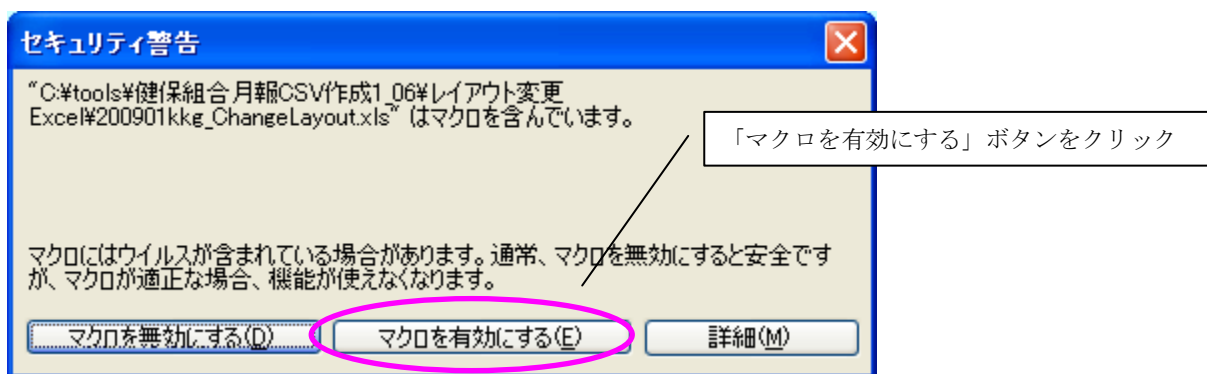 セキュリティ警告
“C:¥tools¥健保組合月報CSV作成1_06¥レイアウト変更
Excel¥200901kkg_ChangeLayout.xls” はマクロを含んでいます。
「マクロを有効にする」ボタンをクリック
マクロにはウイルスが含まれている場合があります。通常、マクロを無効にすると安全です
が、マクロが適正な場合、機能が使えなくなります。
マクロを無効にする(D)
マクロを有効にする(E)
詳細(M)